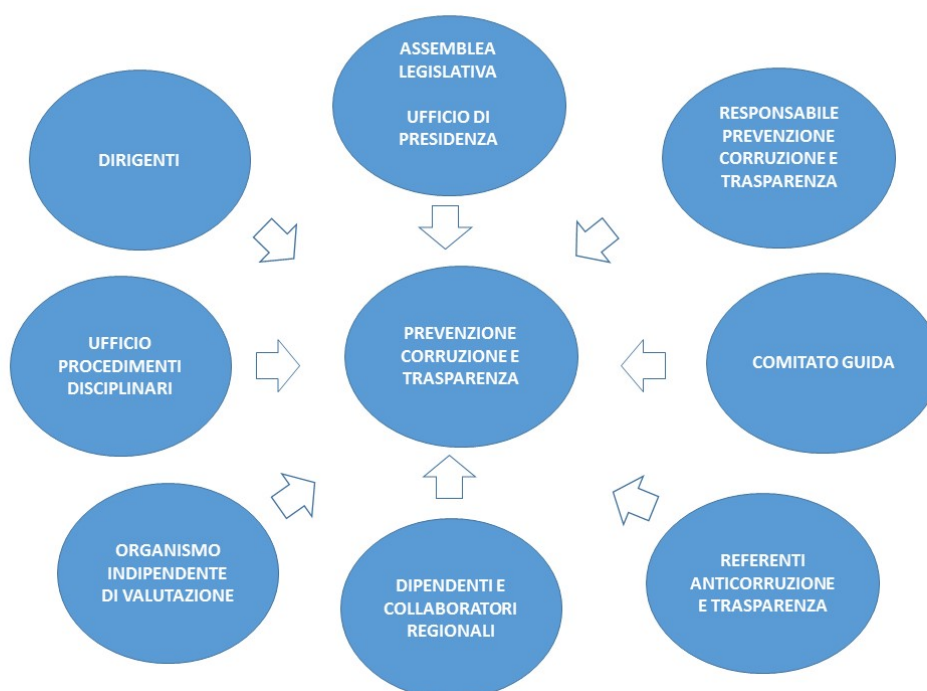 ASSEMBLEA
LEGISLATIVA
UFFICIO DI
PRESIDENZA
RESPONSABILE
PREVENZIONE
CORRUZIONE E
TRASPARENZA
DIRIGENTI
UFFICIO
PROCEDIMENTI
DISCIPLINARI
PREVENZIONE
CORRUZIONE E
TRASPARENZA
COMITATO GUIDA
ORGANISMO
INDIPENDENTE
DI VALUTAZIONE
DIPENDENTI E
COLLABORATORI
REGIONALI
REFERENTI
ANTICORRUZIONE
E TRASPARENZA